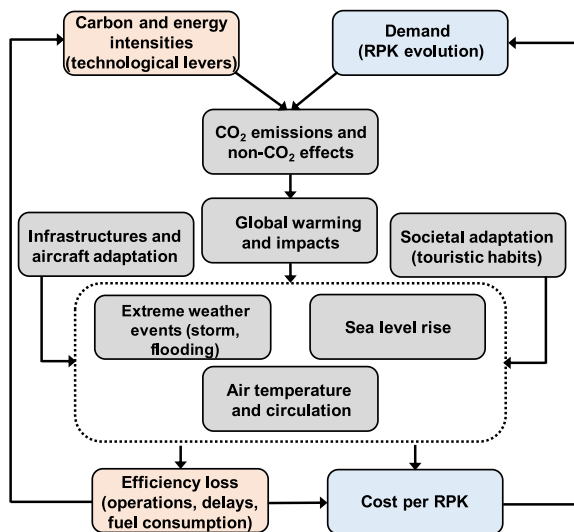 Carbon and energy
intensities
(technological levers)
Demand
(RPK evolution)
CO₂ emissions and
non-CO₂ effects
Infrastructures and
aircraft adaptation
Global warming
and impacts
Societal adaptation
(touristic habits)
Extreme weather
events (storm,
flooding)
Sea level rise
Air temperature
and circulation
Efficiency loss
(operations, delays,
fuel consumption)
Cost per RPK